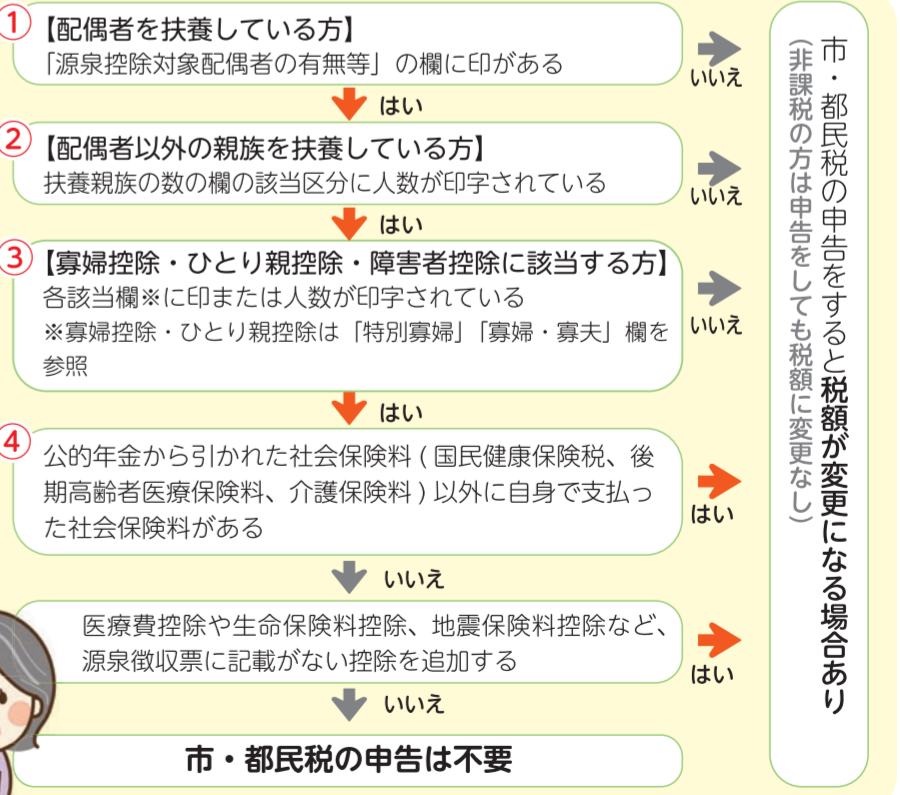 ①【配偶者を扶養している方】
「源泉控除対象配偶者の有無等」の欄に印がある
いいえ
はい
②【配偶者以外の親族を扶養している方】
扶養親族の数の欄の該当区分に人数が印字されている
いいえ
はい
③【寡婦控除・ひとり親控除・障害者控除に該当する方】
各該当欄※に印または人数が印字されている
※寡婦控除・ひとり親控除は「特別寡婦」「寡婦・寡夫」欄を
参照
いいえ
はい
④公的年金から引かれた社会保険料(国民健康保険税、後
期高齢者医療保険料、介護保険料)以外に自身で支払っ
た社会保険料がある
はい
いいえ
医療費控除や生命保険料控除、地震保険料控除など、
源泉徴収票に記載がない控除を追加する
はい
いいえ
市・都民税の申告は不要
市・都民税の申告をすると税額が変更になる場合あり
(非課税の方は申告をしても税額に変更なし)